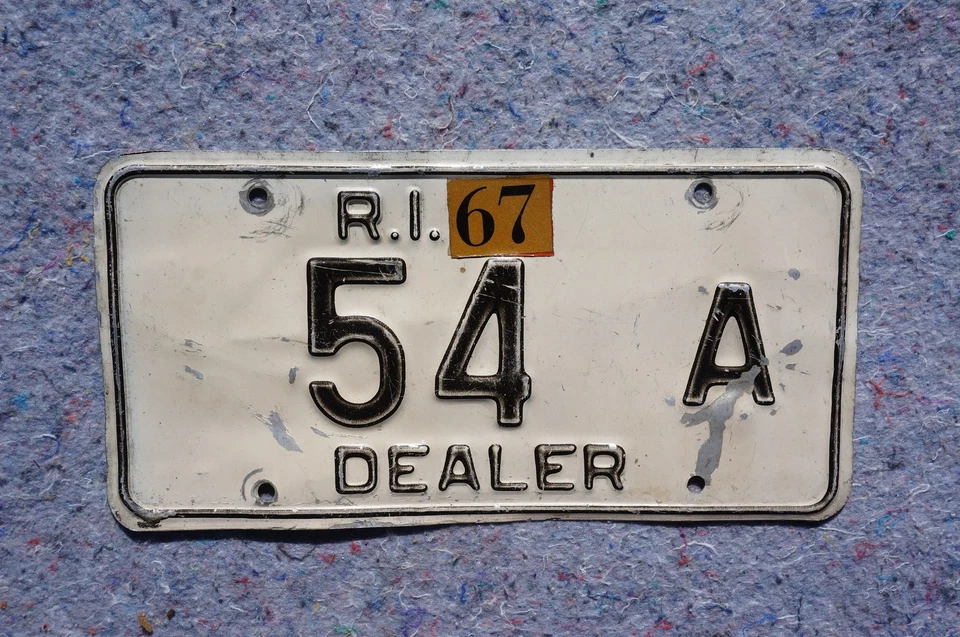 R.I. 67
54 A
DEALER